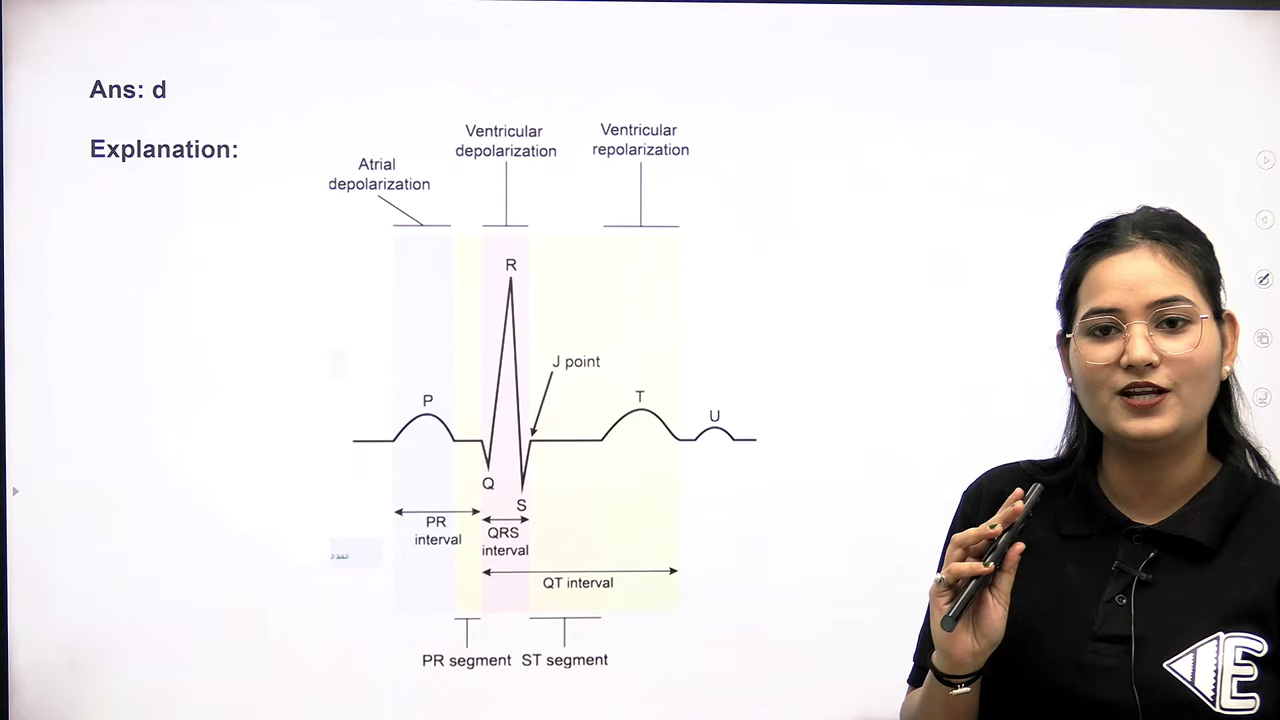 Ans: d
Explanation:
Ventricular
depolarization
Ventricular
repolarization
Atrial
depolarization
R
J point
P
T
U
Q
S
PR
interval
QRS
interval
QT interval
PR segment
ST segment
E